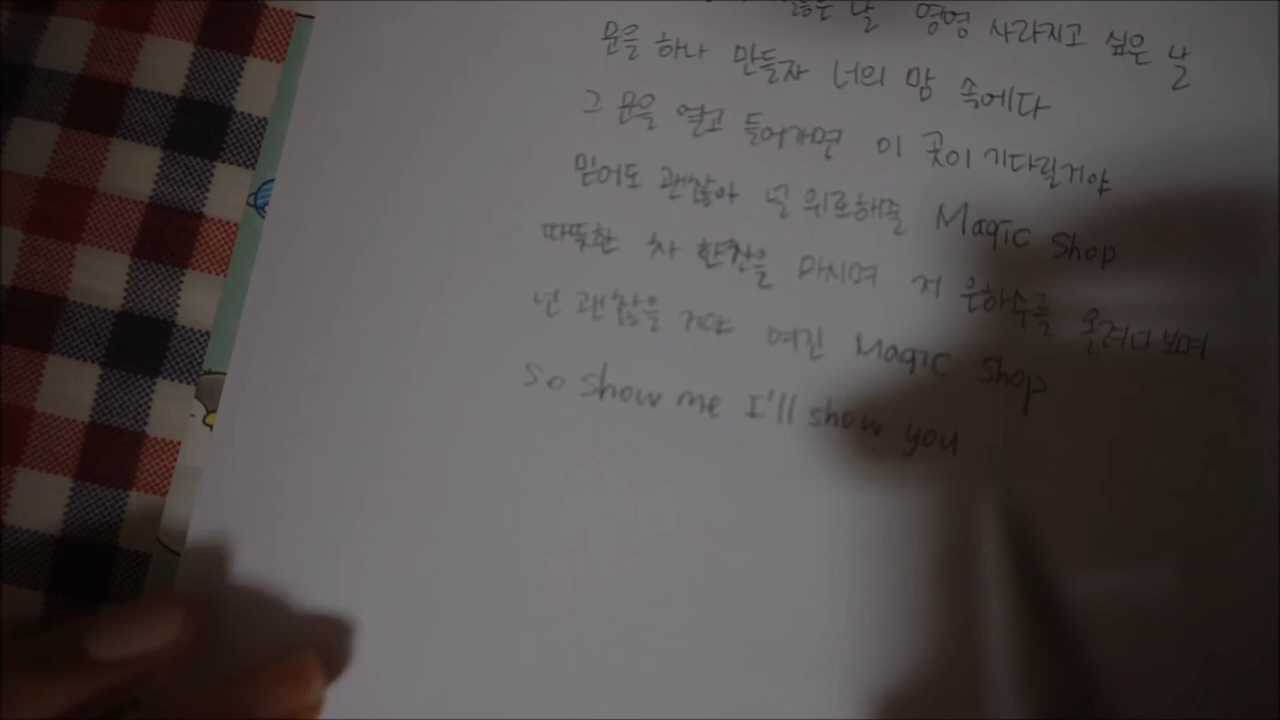 않은 날 영영 사라지고 싶은 날
문을 하나 만들자 너의 맘 속에다
그 문을 열고 들어가면 이 곳이 기다릴거야
믿어도 괜찮아 널 위로해줄 Magic Shop
따뜻한 차 한잔을 마시며 저 은하수를 올려다보며
넌 괜찮을 거야 여긴 Magic Shop
so show me I'll show you